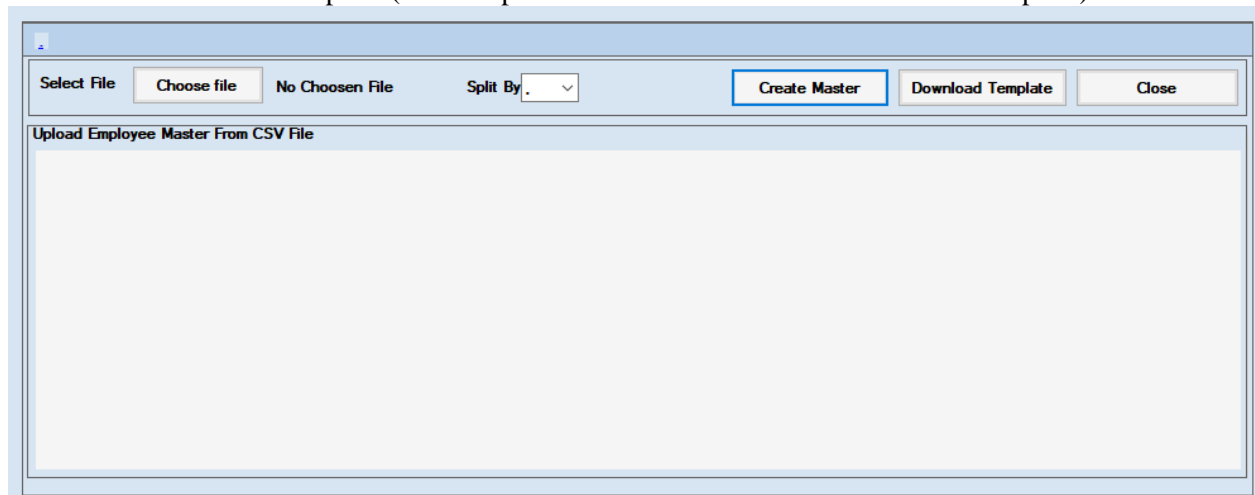 .
Select File Choose file No Choosen File Split By . Create Master Download Template Close
Upload Employee Master From CSV File